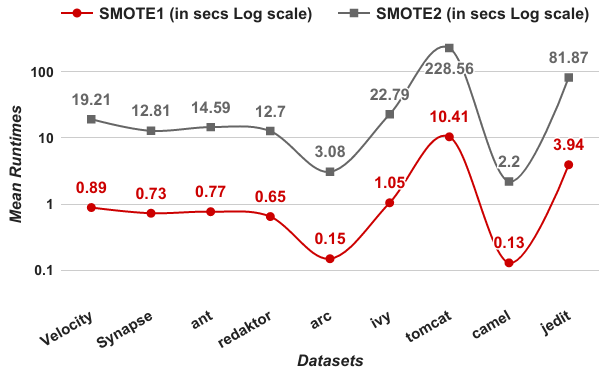 SMOTE1 (in secs Log scale) SMOTE2 (in secs Log scale)
Mean Runtimes
100
10
1
0.1
19.21 12.81 14.59 12.7 3.08 22.79 228.56 2.2 81.87
0.89 0.73 0.77 0.65 0.15 1.05 10.41 0.13 3.94
Velocity Synapse ant redaktor arc ivy tomcat camel jedit
Datasets